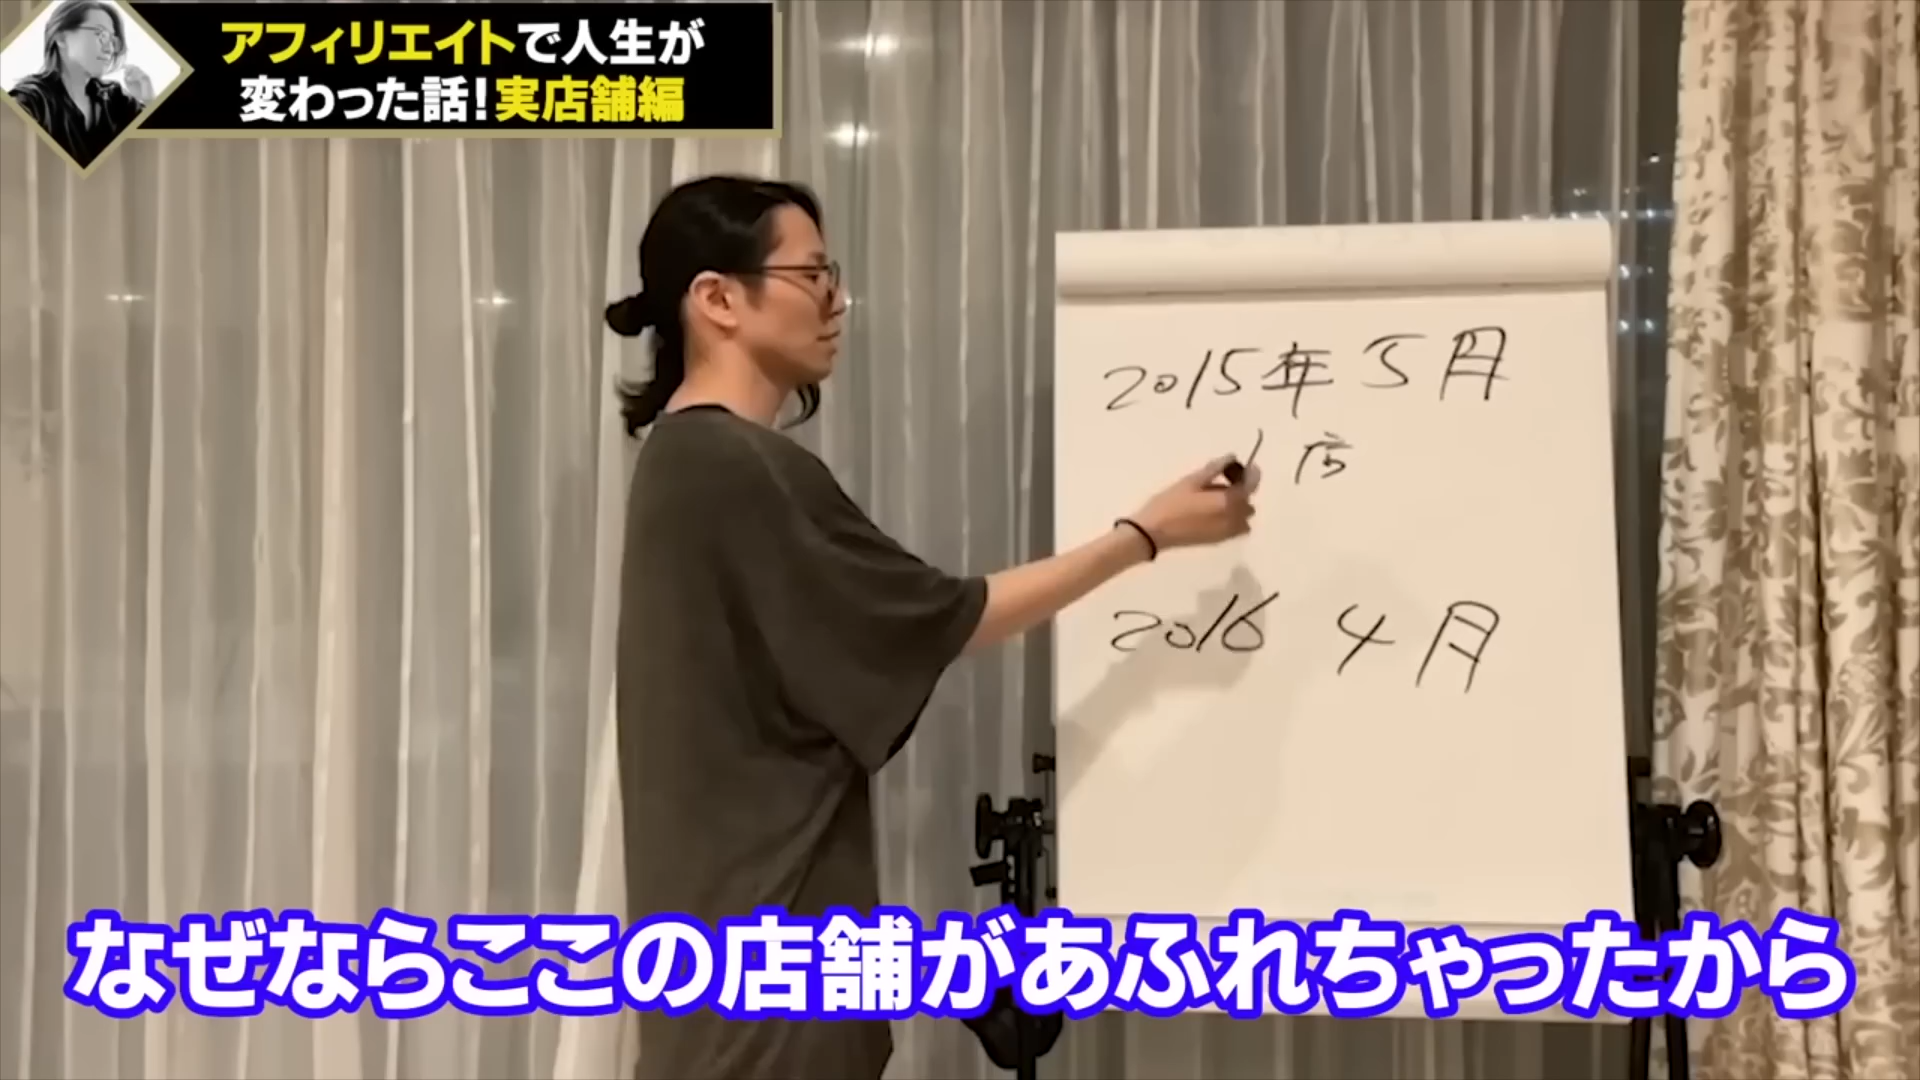 アフィリエイトで人生が
変わった話!実店舗編
2015年5月
1店
2016 4月
なぜならここの店舗があふれちゃったから